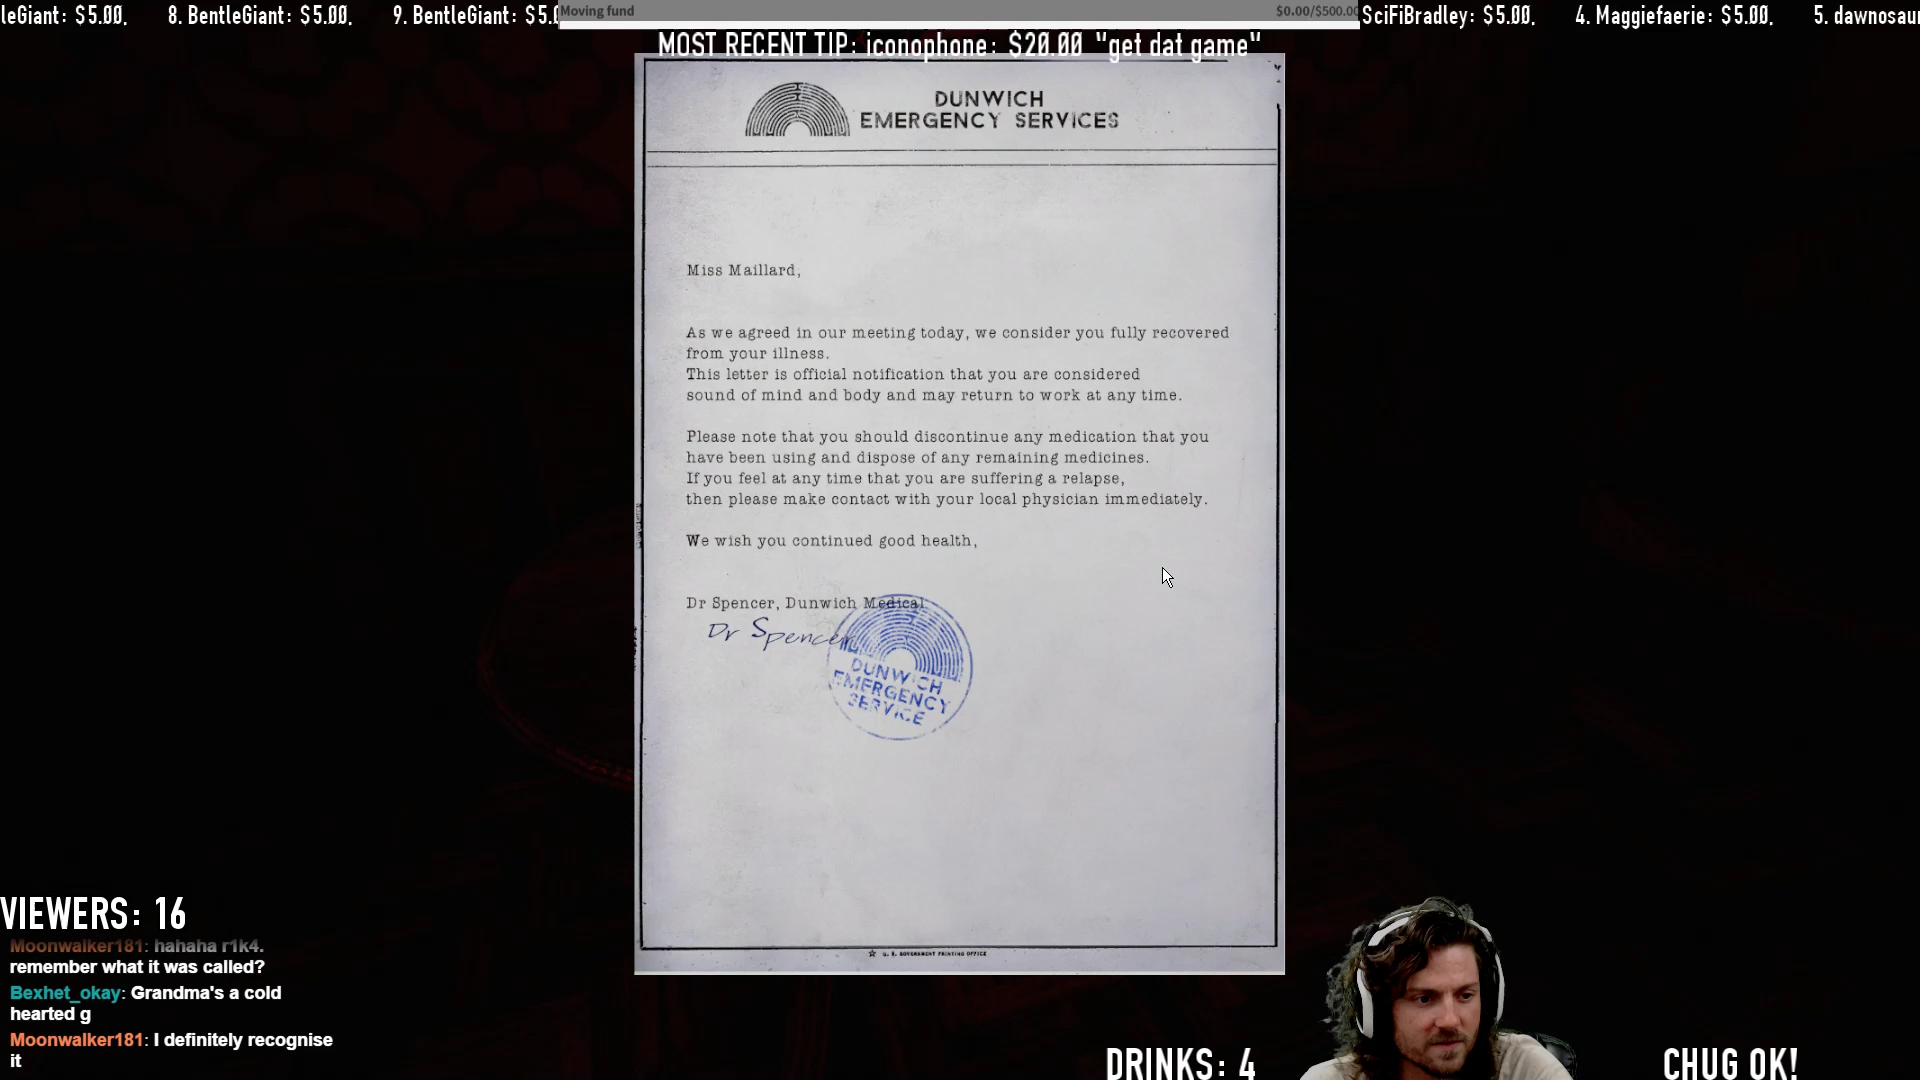 leGiant: $5.00, 8. BentleGiant: $5.00, 9. BentleGiant: $5.0
Moving fund $0.00/$500.00
SciFiBradley: $5.00, 4. Maggiefaerie: $5.00, 5. dawnosau
MOST RECENT TIP: iconophone: $20.00 "get dat game"
DUNWICH
EMERGENCY SERVICES
Miss Maillard,
As we agreed in our meeting today, we consider you fully recovered
from your illness.
This letter is official notification that you are considered
sound of mind and body and may return to work at any time.
Please note that you should discontinue any medication that you
have been using and dispose of any remaining medicines.
If you feel at any time that you are suffering a relapse,
then please make contact with your local physician immediately.
We wish you continued good health,
Dr Spencer, Dunwich Medical
Dr Spencer
DUNWICH
EMERGENCY
SERVICE
U. S. GOVERNMENT PRINTING OFFICE
VIEWERS: 16
Moonwalker181: hahaha r1k4.
remember what it was called?
Bexhet_okay: Grandma's a cold
hearted g
Moonwalker181: I definitely recognise
it
DRINKS: 4
CHUG OK!